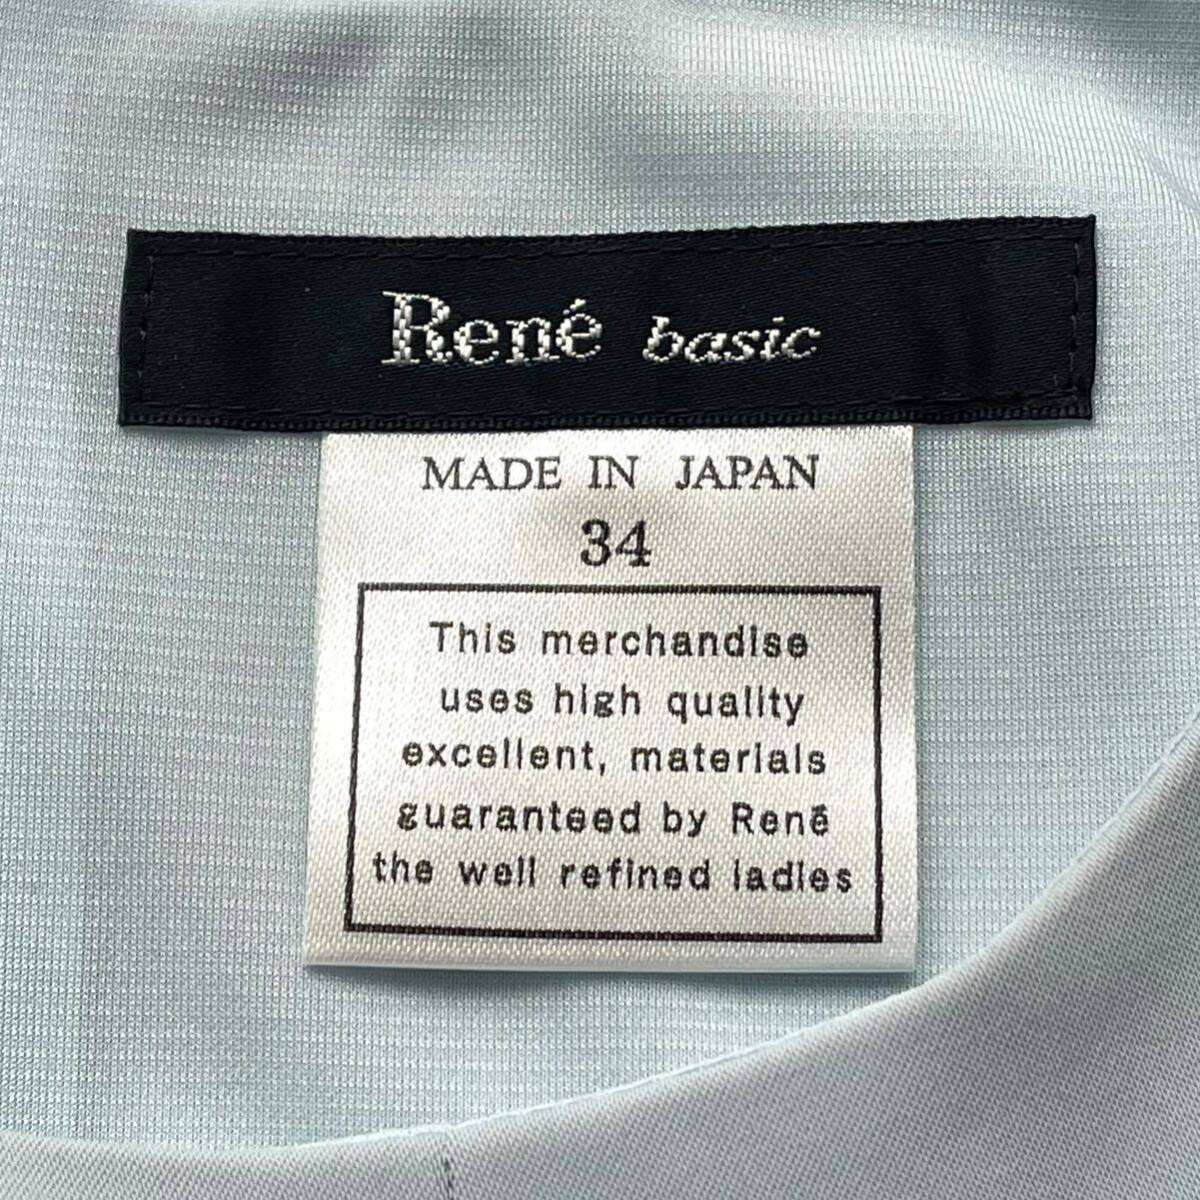 René basic
MADE IN JAPAN
34
This merchandise
uses high quality
excellent, materials
guaranteed by René
the well refined ladies